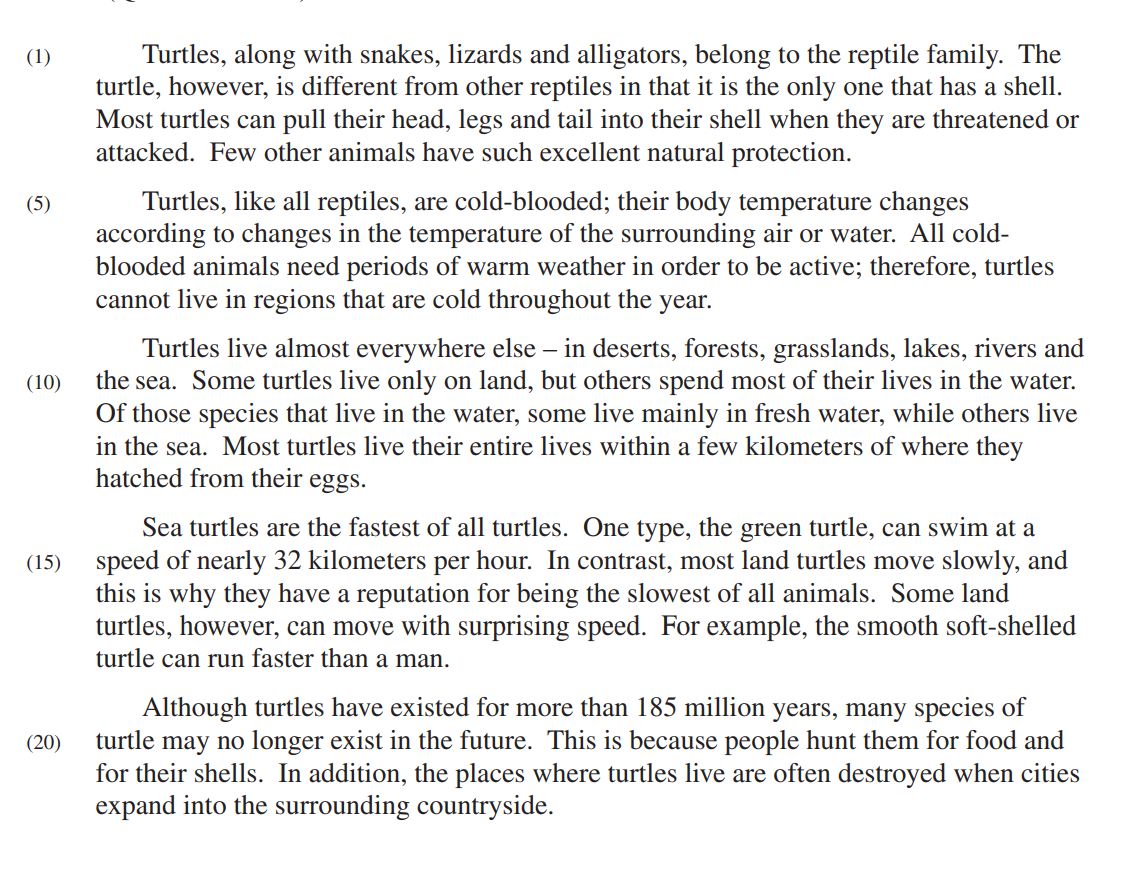 (1) Turtles, along with snakes, lizards and alligators, belong to the reptile family. The
turtle, however, is different from other reptiles in that it is the only one that has a shell.
Most turtles can pull their head, legs and tail into their shell when they are threatened or
attacked. Few other animals have such excellent natural protection.
(5) Turtles, like all reptiles, are cold-blooded; their body temperature changes
according to changes in the temperature of the surrounding air or water. All cold-
blooded animals need periods of warm weather in order to be active; therefore, turtles
cannot live in regions that are cold throughout the year.
Turtles live almost everywhere else – in deserts, forests, grasslands, lakes, rivers and
(10) the sea. Some turtles live only on land, but others spend most of their lives in the water.
Of those species that live in the water, some live mainly in fresh water, while others live
in the sea. Most turtles live their entire lives within a few kilometers of where they
hatched from their eggs.
Sea turtles are the fastest of all turtles. One type, the green turtle, can swim at a
(15) speed of nearly 32 kilometers per hour. In contrast, most land turtles move slowly, and
this is why they have a reputation for being the slowest of all animals. Some land
turtles, however, can move with surprising speed. For example, the smooth soft-shelled
turtle can run faster than a man.
Although turtles have existed for more than 185 million years, many species of
(20) turtle may no longer exist in the future. This is because people hunt them for food and
for their shells. In addition, the places where turtles live are often destroyed when cities
expand into the surrounding countryside.